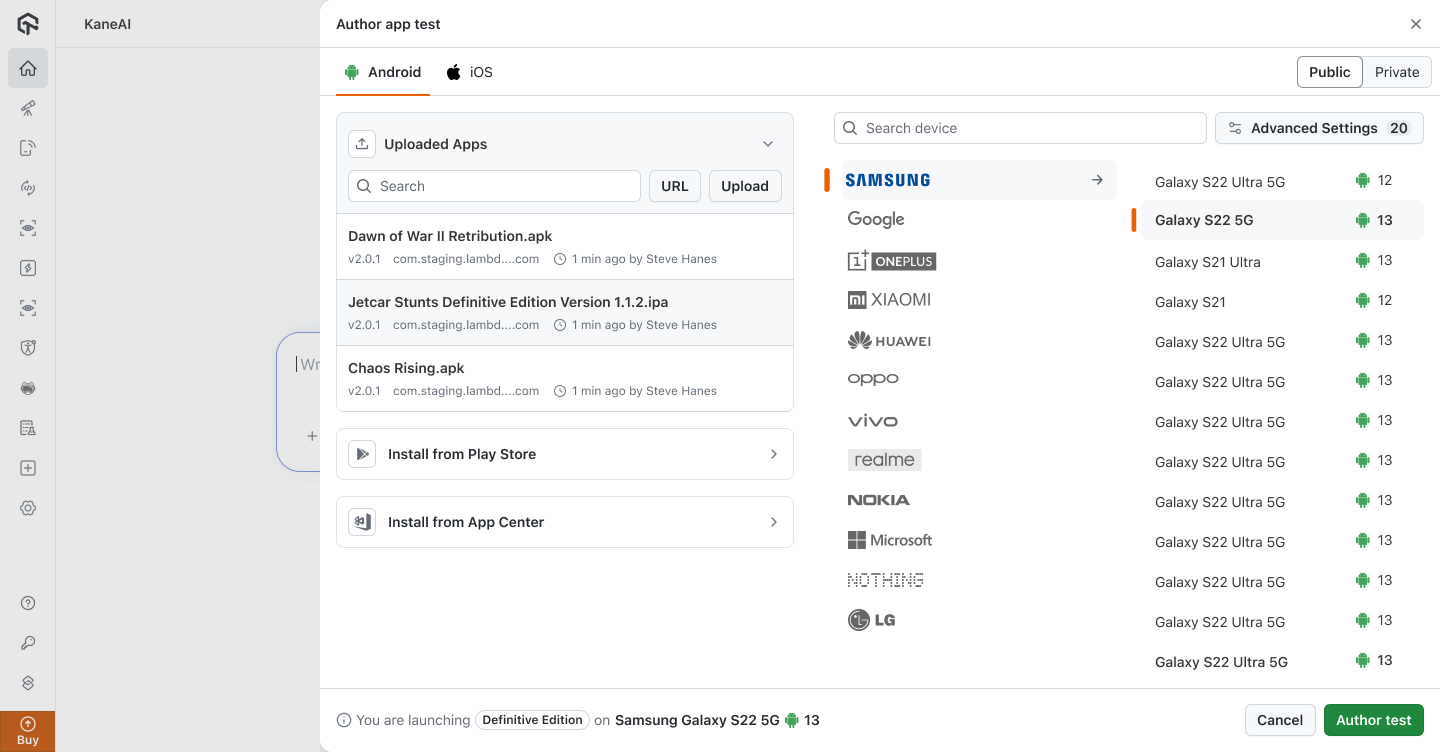 KaneAI
Author app test
Android
iOS
Public
Private
Uploaded Apps
Search
URL
Upload
Dawn of War II Retribution.apk
v2.0.1 com.staging.lambd....com 1 min ago by Steve Hanes
Jetcar Stunts Definitive Edition Version 1.1.2.ipa
v2.0.1 com.staging.lambd....com 1 min ago by Steve Hanes
Chaos Rising.apk
v2.0.1 com.staging.lambd....com 1 min ago by Steve Hanes
Install from Play Store
Install from App Center
Search device
Advanced Settings 20
SAMSUNG
Google
1+ ONEPLUS
mi XIAOMI
HUAWEI
oppo
vivo
realme
NOKIA
Microsoft
NOTHING
LG
Galaxy S22 Ultra 5G 12
Galaxy S22 5G 13
Galaxy S21 Ultra 13
Galaxy S21 12
Galaxy S22 Ultra 5G 13
Galaxy S22 Ultra 5G 13
Galaxy S22 Ultra 5G 13
Galaxy S22 Ultra 5G 13
Galaxy S22 Ultra 5G 13
Galaxy S22 Ultra 5G 13
Galaxy S22 Ultra 5G 13
Galaxy S22 Ultra 5G 13
Galaxy S22 Ultra 5G 13
You are launching Definitive Edition on Samsung Galaxy S22 5G 13
Cancel
Author test
Buy